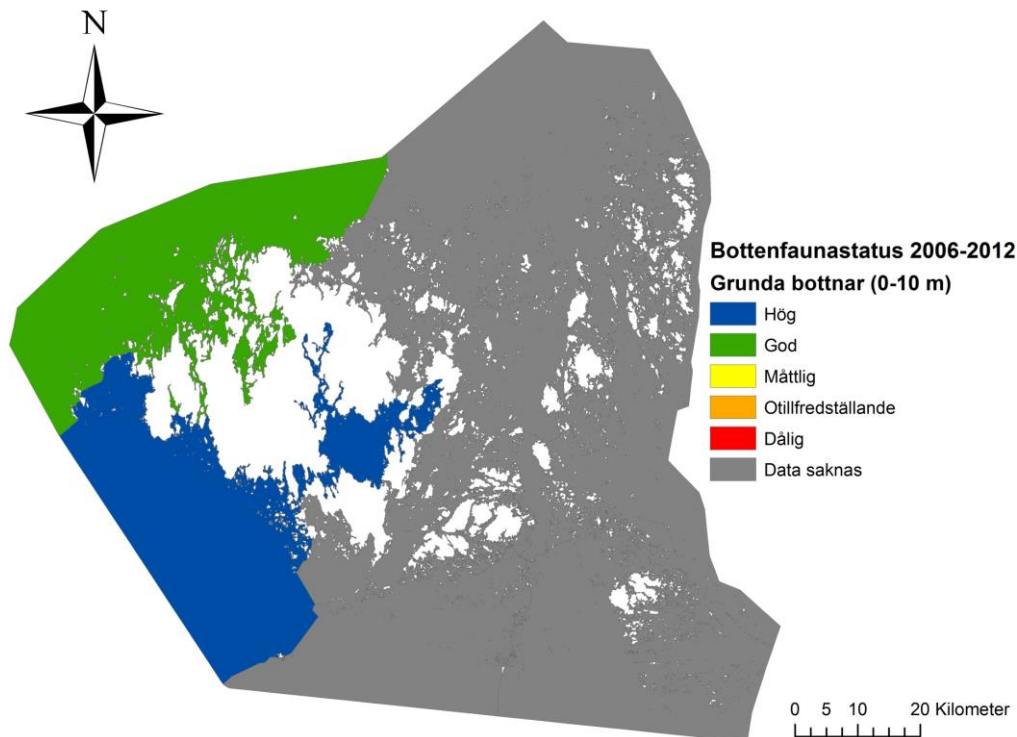 N
Bottenfaunastatus 2006-2012
Grunda bottnar (0-10 m)
Hög
God
Måttlig
Otillfredställande
Dålig
Data saknas
0 5 10 20 Kilometer